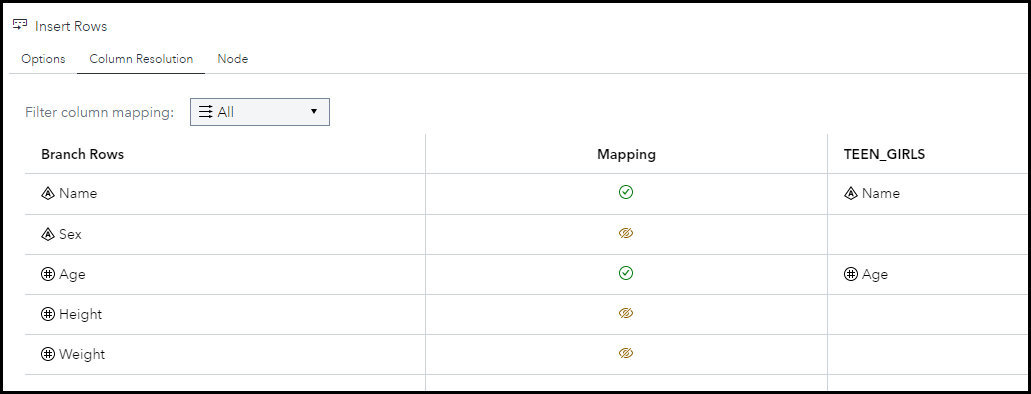 Insert Rows
Options Column Resolution Node
Filter column mapping: All
Branch Rows Mapping TEEN_GIRLS
Name Name
Sex
Age Age
Height
Weight